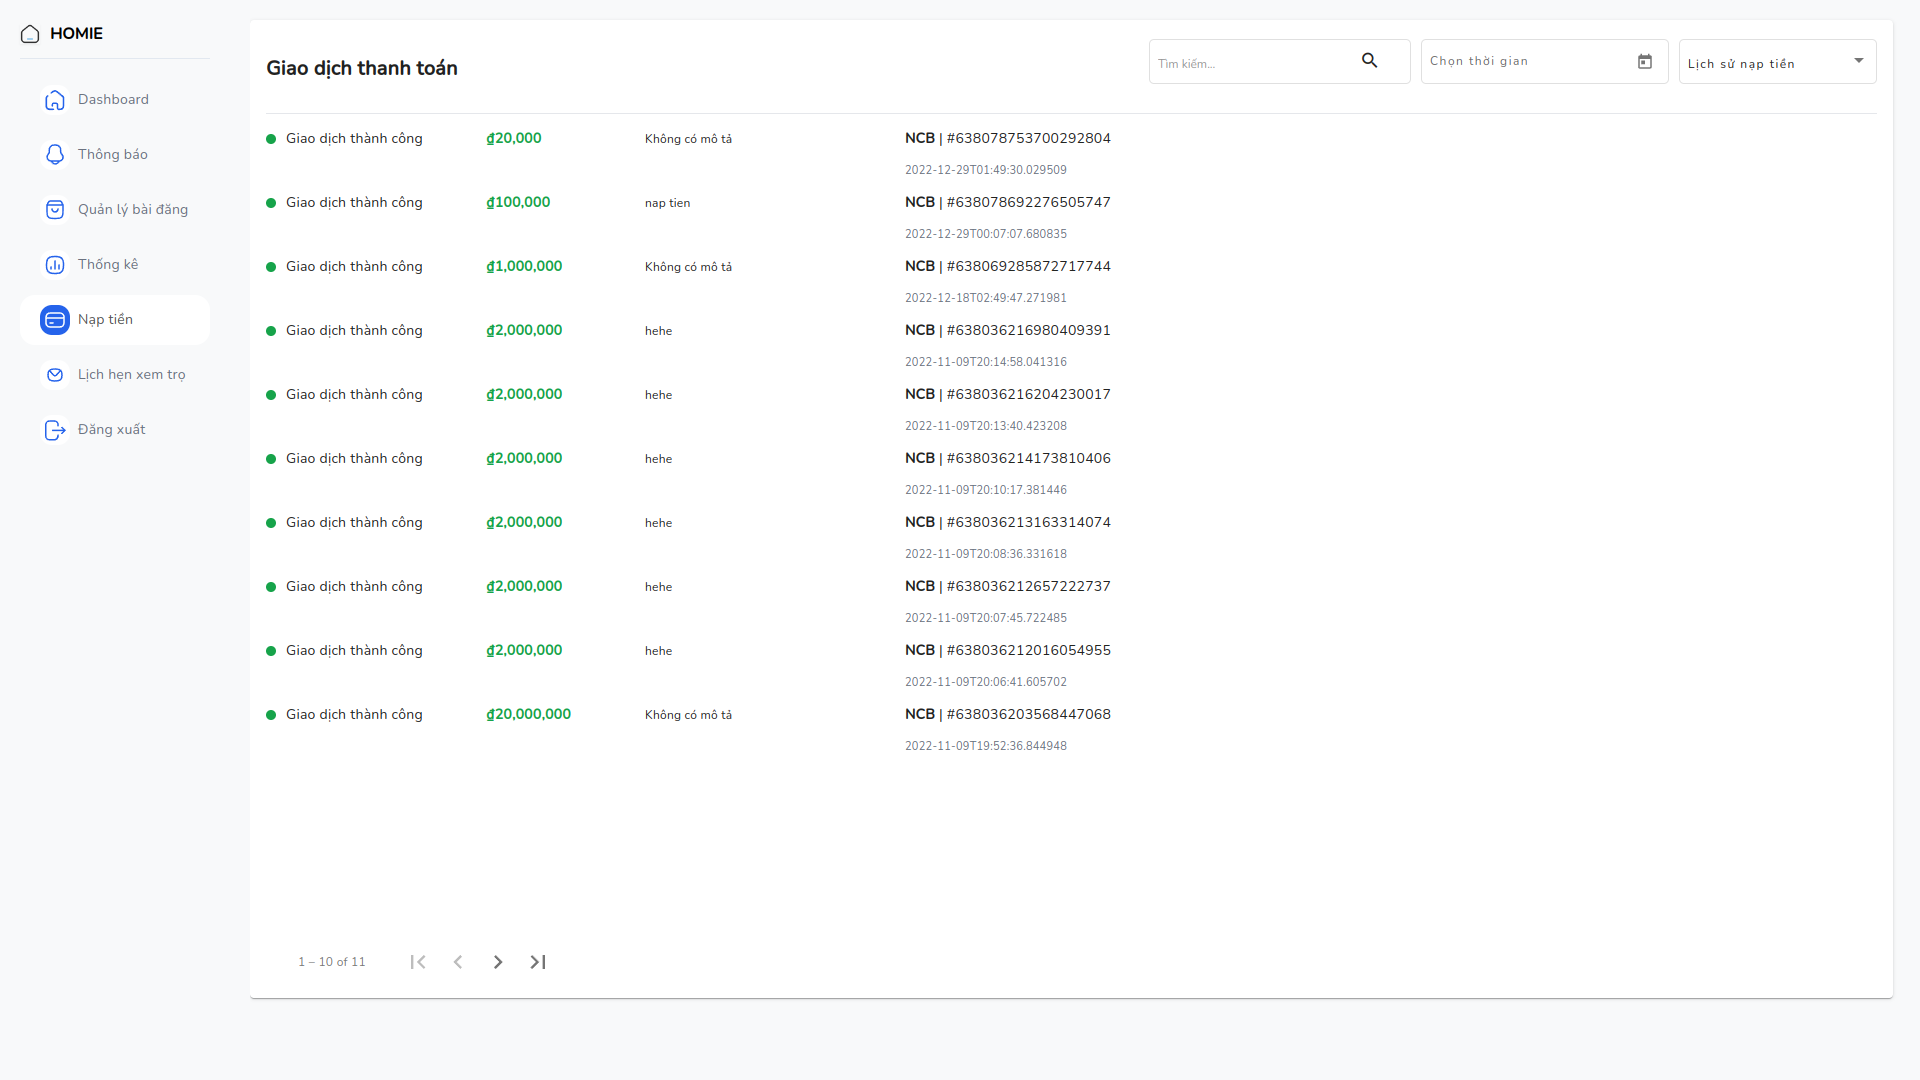 HOMIE
Dashboard
Thông báo
Quản lý bài đăng
Thống kê
Nạp tiền
Lịch hẹn xem trọ
Đăng xuất
Giao dịch thanh toán
Tìm kiếm...
Chọn thời gian
Lịch sử nạp tiền
Giao dịch thành công ₫20,000 Không có mô tả NCB | #638078753700292804
2022-12-29T01:49:30.029509
Giao dịch thành công ₫100,000 nap tien NCB | #638078692276505747
2022-12-29T00:07:07.680835
Giao dịch thành công ₫1,000,000 Không có mô tả NCB | #638069285872717744
2022-12-18T02:49:47.271981
Giao dịch thành công ₫2,000,000 hehe NCB | #638036216980409391
2022-11-09T20:14:58.041316
Giao dịch thành công ₫2,000,000 hehe NCB | #638036216204230017
2022-11-09T20:13:40.423208
Giao dịch thành công ₫2,000,000 hehe NCB | #638036214173810406
2022-11-09T20:10:17.381446
Giao dịch thành công ₫2,000,000 hehe NCB | #638036213163314074
2022-11-09T20:08:36.331618
Giao dịch thành công ₫2,000,000 hehe NCB | #638036212657222737
2022-11-09T20:07:45.722485
Giao dịch thành công ₫2,000,000 hehe NCB | #638036212016054955
2022-11-09T20:06:41.605702
Giao dịch thành công ₫20,000,000 Không có mô tả NCB | #638036203568447068
2022-11-09T19:52:36.844948
1 – 10 of 11